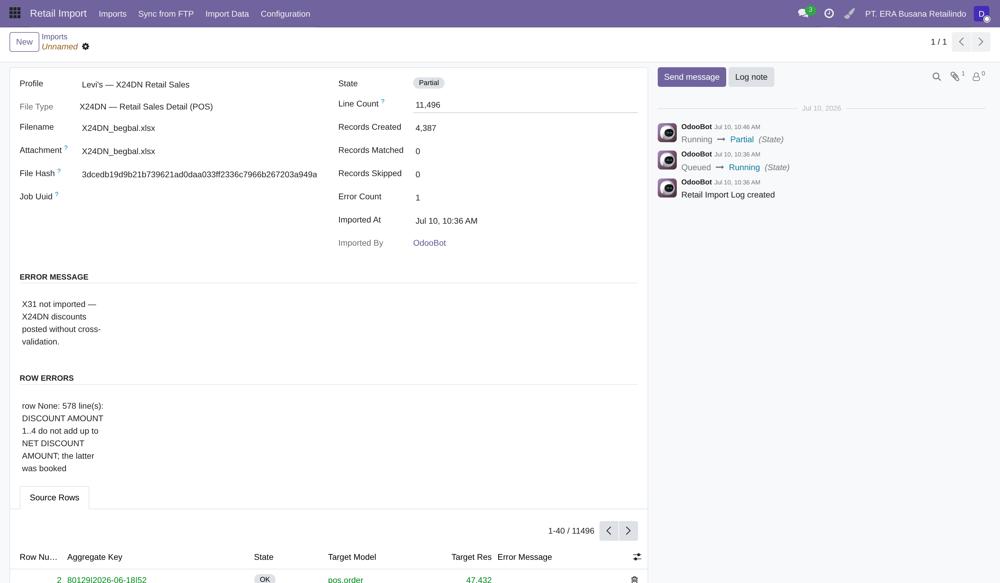 Retail Import Imports Sync from FTP Import Data Configuration 3 PT. ERA Busana Retailindo D
New Imports
Unnamed
1 / 1
Profile Levi's — X24DN Retail Sales
File Type X24DN — Retail Sales Detail (POS)
Filename X24DN_begbal.xlsx
Attachment ? X24DN_begbal.xlsx
File Hash ? 3dcedb19d9b21b739621ad0daa033ff2336c7966b267203a949a
Job Uuid ?
State Partial
Line Count ? 11,496
Records Created 4,387
Records Matched 0
Records Skipped 0
Error Count 1
Imported At Jul 10, 10:36 AM
Imported By OdooBot
ERROR MESSAGE
X31 not imported —
X24DN discounts
posted without cross-
validation.
ROW ERRORS
row None: 578 line(s):
DISCOUNT AMOUNT
1..4 do not add up to
NET DISCOUNT
AMOUNT; the latter
was booked
Source Rows
1-40 / 11496
Row Nu... Aggregate Key State Target Model Target Res Error Message
2 80129|2026-06-18|52 OK pos.order 47,432
Send message Log note 1 0
Jul 10, 2026
OdooBot Jul 10, 10:46 AM
Running → Partial (State)
OdooBot Jul 10, 10:36 AM
Queued → Running (State)
OdooBot Jul 10, 10:36 AM
Retail Import Log created